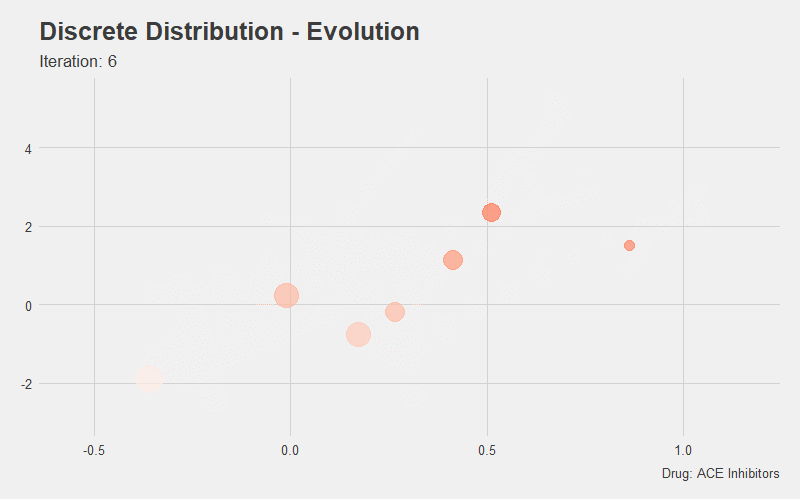 Discrete Distribution - Evolution
Iteration: 6
4
2
0
-2
-0.5 0.0 0.5 1.0
Drug: ACE Inhibitors